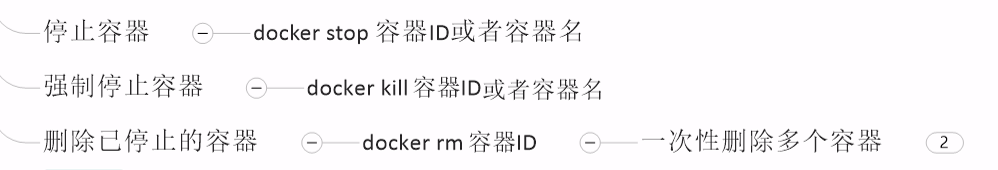 停止容器 docker stop 容器ID或者容器名
强制停止容器 docker kill 容器ID或者容器名
删除已停止的容器 docker rm 容器ID 一次性删除多个容器 2